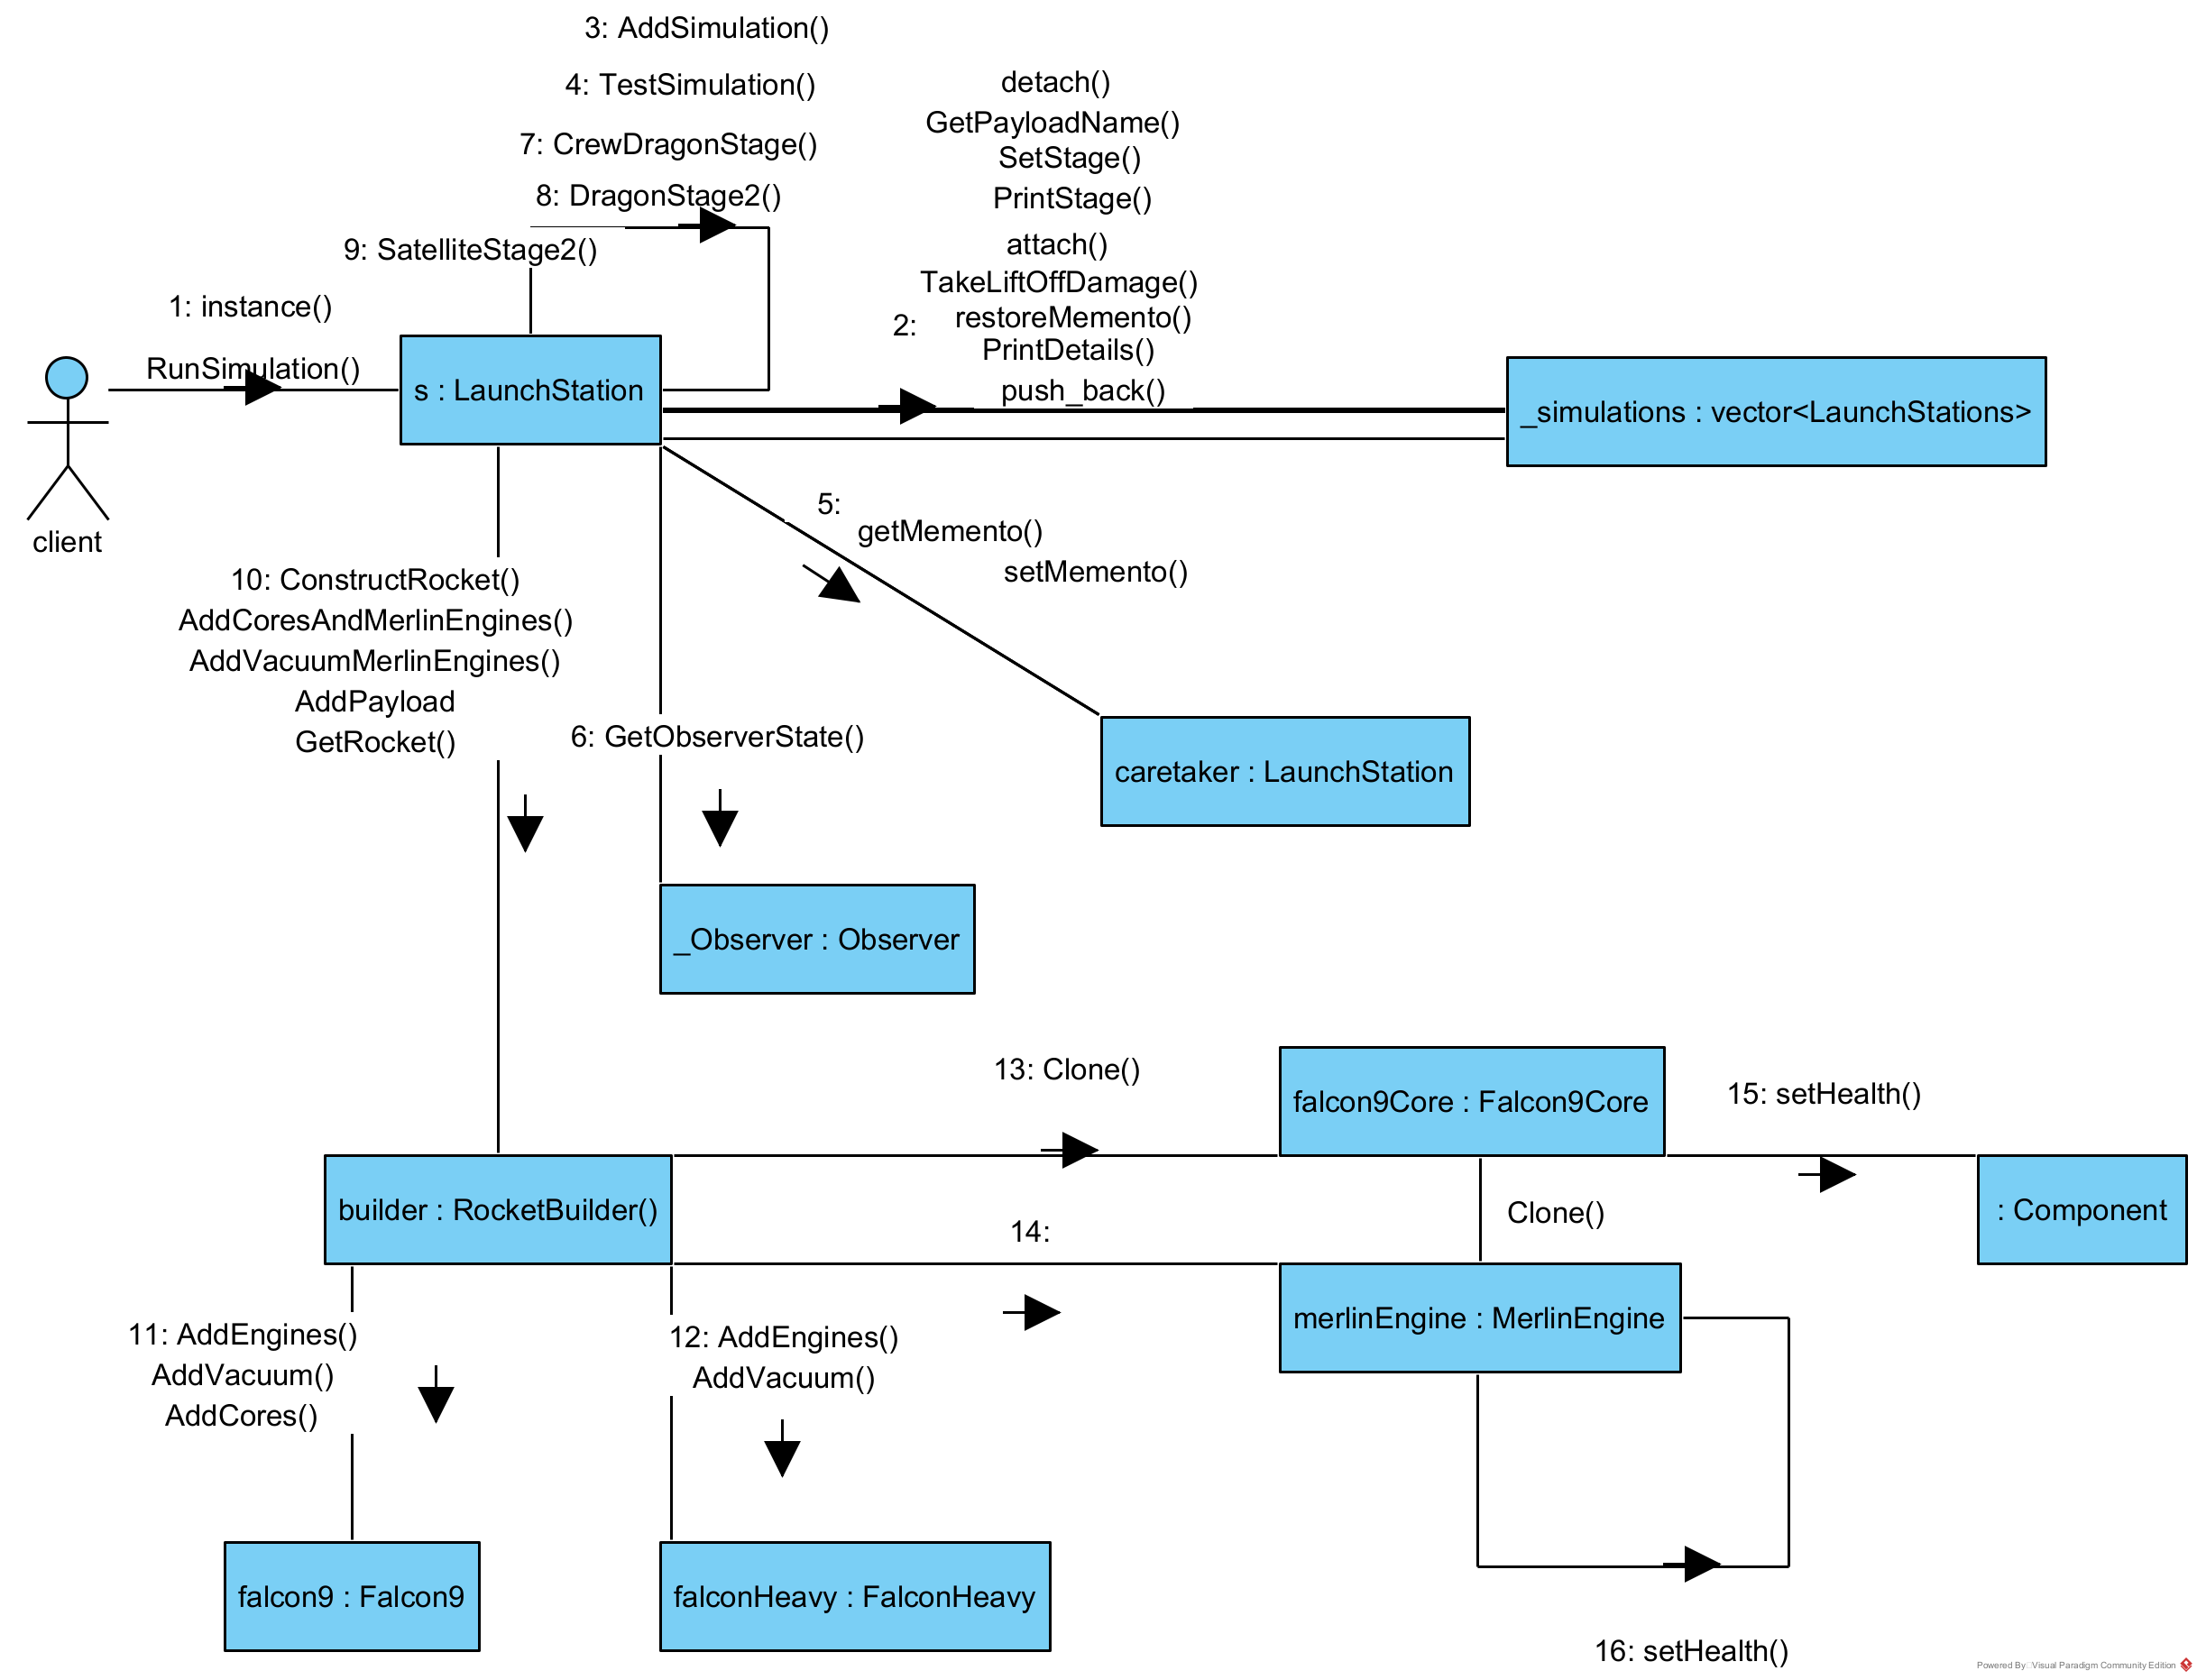 3: AddSimulation()
4: TestSimulation()
7: CrewDragonStage()
8: DragonStage2()
9: SatelliteStage2()
detach()
GetPayloadName()
SetStage()
PrintStage()
attach()
TakeLiftOffDamage()
2: restoreMemento()
PrintDetails()
push_back()
1: instance()
RunSimulation()
client
s : LaunchStation
_simulations : vector<LaunchStations>
5:
getMemento()
setMemento()
10: ConstructRocket()
AddCoresAndMerlinEngines()
AddVacuumMerlinEngines()
AddPayload
GetRocket()
6: GetObserverState()
caretaker : LaunchStation
_Observer : Observer
13: Clone()
falcon9Core : Falcon9Core
15: setHealth()
builder : RocketBuilder()
14:
Clone()
: Component
merlinEngine : MerlinEngine
11: AddEngines()
AddVacuum()
AddCores()
12: AddEngines()
AddVacuum()
falcon9 : Falcon9
falconHeavy : FalconHeavy
16: setHealth()
Powered By Visual Paradigm Community Edition